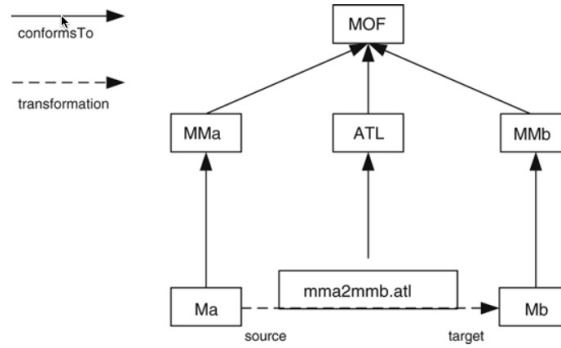 conformsTo
transformation
MOF
MMa
ATL
MMb
mma2mmb.atl
Ma
Mb
source
target